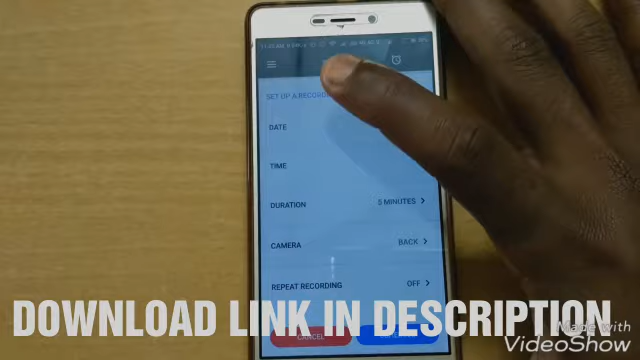 SET UP A RECORD
DATE
TIME
DURATION 5 MINUTES
CAMERA BACK
REPEAT RECORDING OFF
DOWNLOAD LINK IN DESCRIPTION
CANCEL
Made with
VideoShow